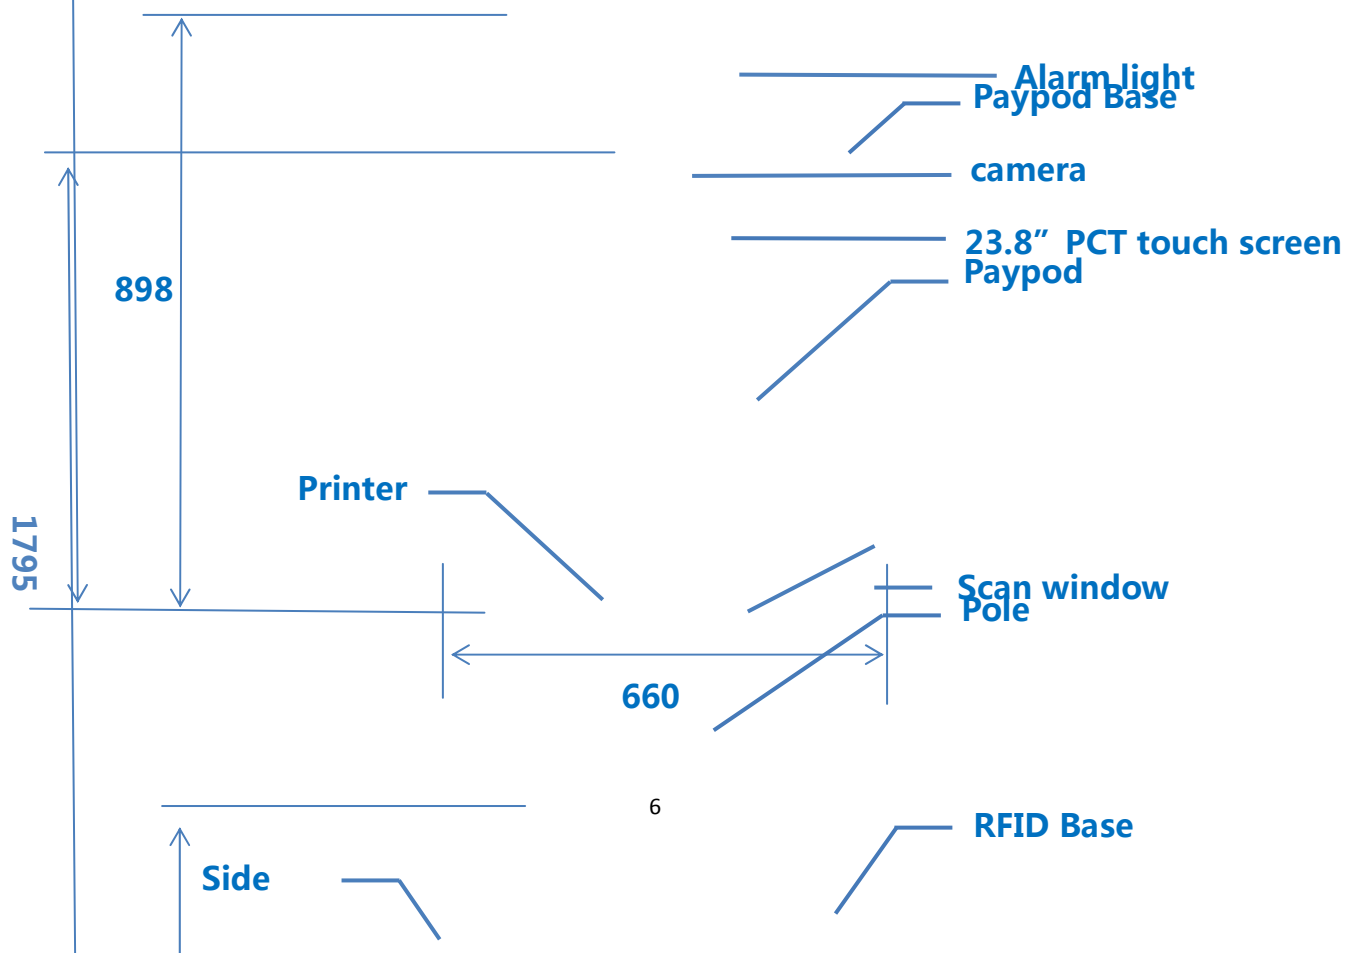 Alarm light
Paypod Base
camera
23.8” PCT touch screen
Paypod
898
Printer
1795
Scan window
Pole
660
6
RFID Base
Side